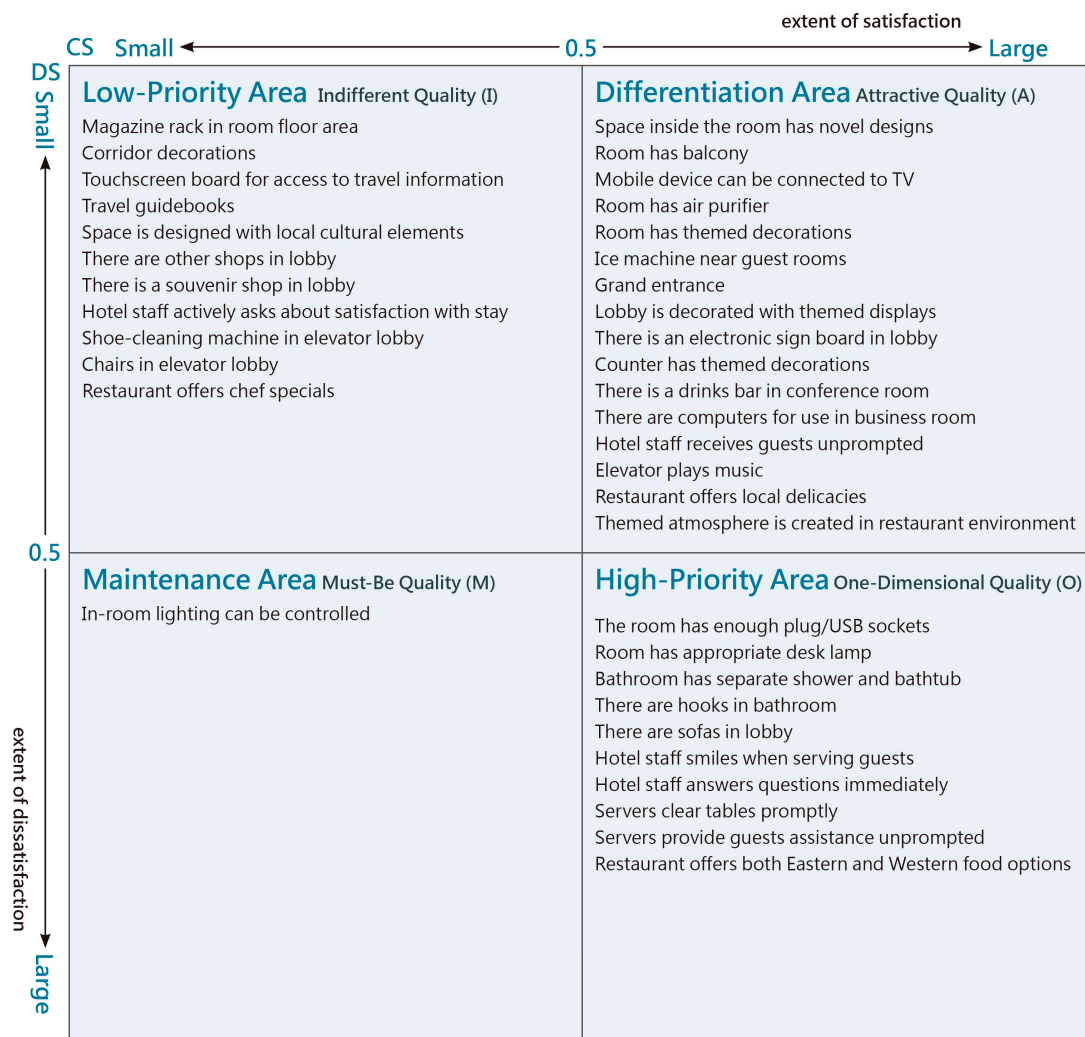 extent of satisfaction
CS Small 0.5 Large
DS
Small
0.5
extent of dissatisfaction
Large
Low-Priority Area Indifferent Quality (I)
Magazine rack in room floor area
Corridor decorations
Touchscreen board for access to travel information
Travel guidebooks
Space is designed with local cultural elements
There are other shops in lobby
There is a souvenir shop in lobby
Hotel staff actively asks about satisfaction with stay
Shoe-cleaning machine in elevator lobby
Chairs in elevator lobby
Restaurant offers chef specials
Differentiation Area Attractive Quality (A)
Space inside the room has novel designs
Room has balcony
Mobile device can be connected to TV
Room has air purifier
Room has themed decorations
Ice machine near guest rooms
Grand entrance
Lobby is decorated with themed displays
There is an electronic sign board in lobby
Counter has themed decorations
There is a drinks bar in conference room
There are computers for use in business room
Hotel staff receives guests unprompted
Elevator plays music
Restaurant offers local delicacies
Themed atmosphere is created in restaurant environment
Maintenance Area Must-Be Quality (M)
In-room lighting can be controlled
High-Priority Area One-Dimensional Quality (O)
The room has enough plug/USB sockets
Room has appropriate desk lamp
Bathroom has separate shower and bathtub
There are hooks in bathroom
There are sofas in lobby
Hotel staff smiles when serving guests
Hotel staff answers questions immediately
Servers clear tables promptly
Servers provide guests assistance unprompted
Restaurant offers both Eastern and Western food options